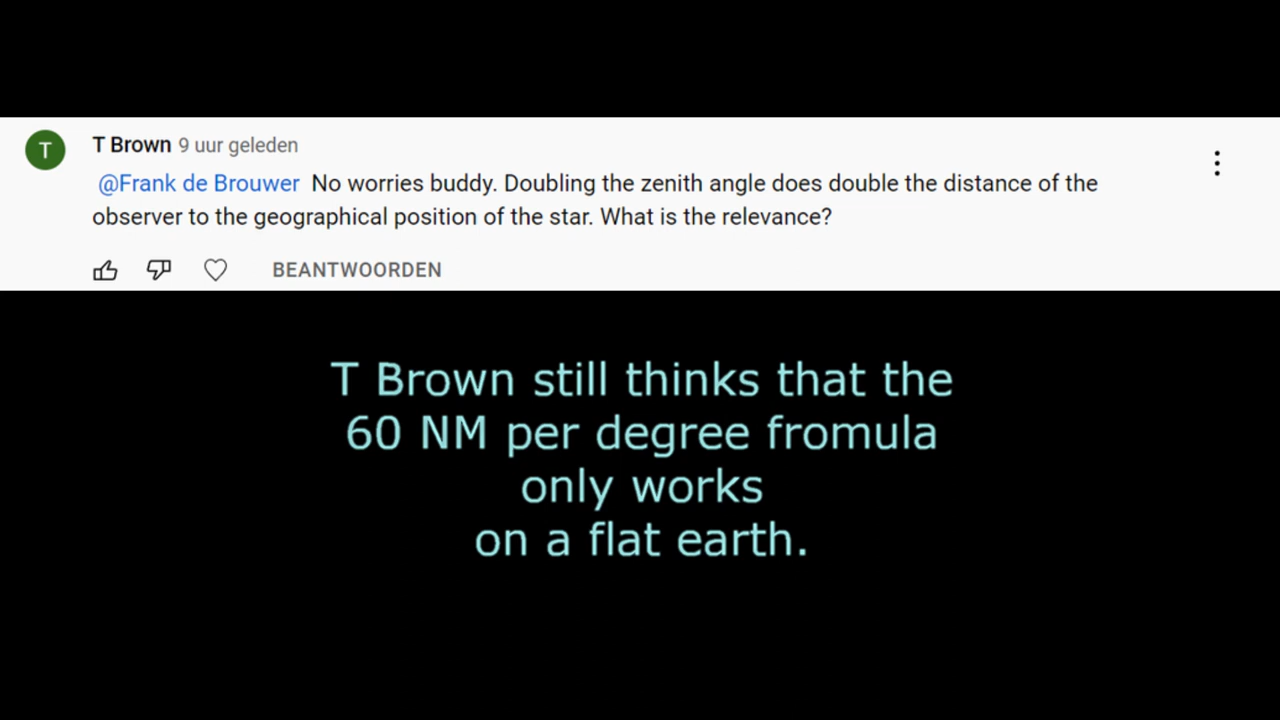 T
T Brown 9 uur geleden
@Frank de Brouwer No worries buddy. Doubling the zenith angle does double the distance of the
observer to the geographical position of the star. What is the relevance?
BEANTWOORDEN
T Brown still thinks that the
60 NM per degree fromula
only works
on a flat earth.